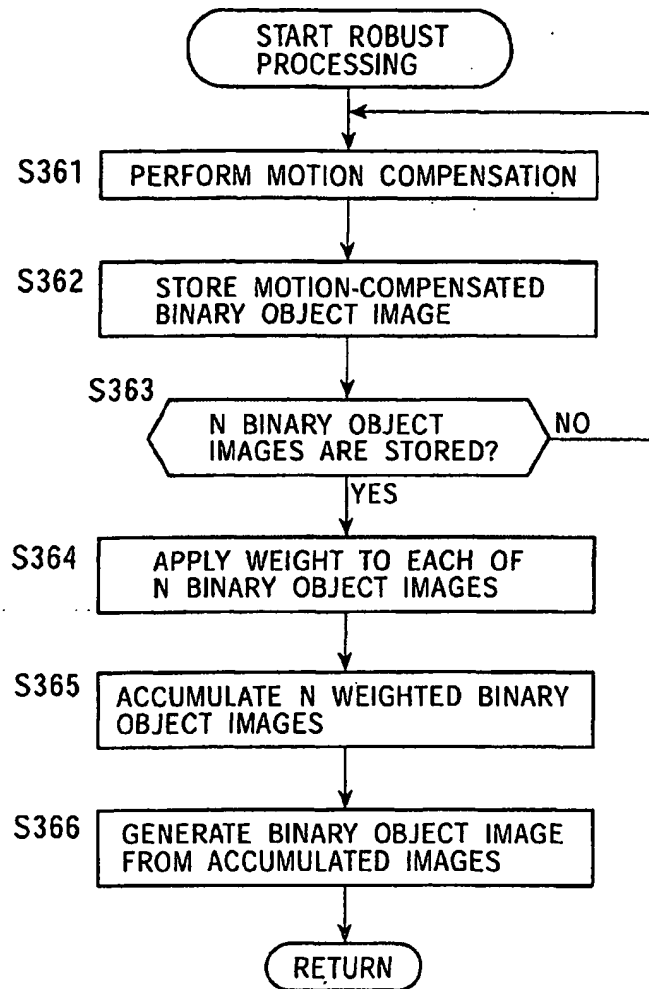 START ROBUST
PROCESSING
S361
PERFORM MOTION COMPENSATION
S362
STORE MOTION-COMPENSATED
BINARY OBJECT IMAGE
S363
N BINARY OBJECT
IMAGES ARE STORED?
NO
YES
S364
APPLY WEIGHT TO EACH OF
N BINARY OBJECT IMAGES
S365
ACCUMULATE N WEIGHTED BINARY
OBJECT IMAGES
S366
GENERATE BINARY OBJECT IMAGE
FROM ACCUMULATED IMAGES
RETURN